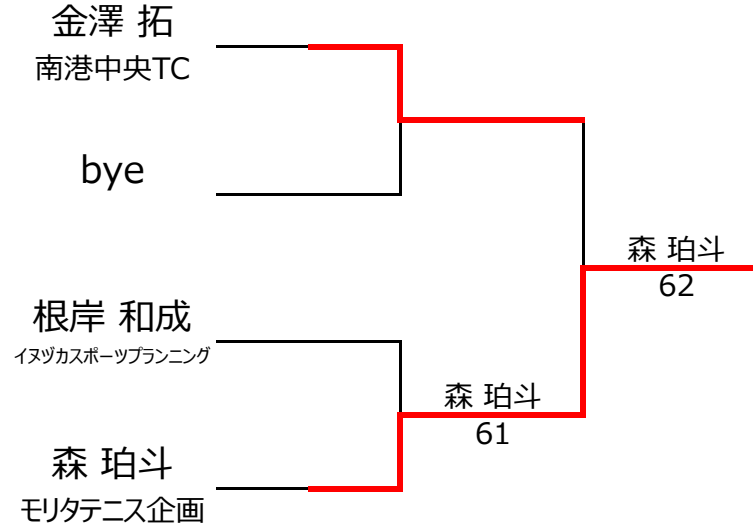 金澤 拓
南港中央TC
bye
根岸 和成
イヌヅカスポーツプランニング
森 珀斗
モリタテニス企画
森 珀斗
61
森 珀斗
62